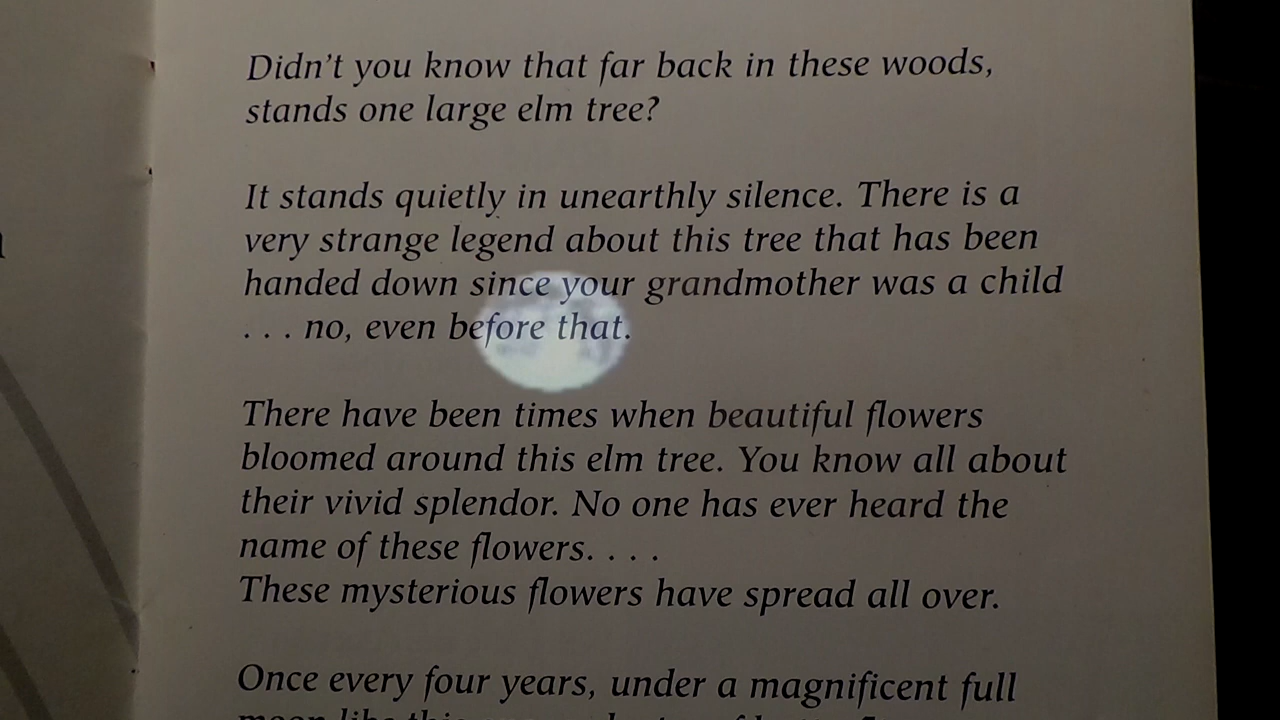 Didn't you know that far back in these woods,
stands one large elm tree?
It stands quietly in unearthly silence. There is a
very strange legend about this tree that has been
handed down since your grandmother was a child
. . . no, even before that.
There have been times when beautiful flowers
bloomed around this elm tree. You know all about
their vivid splendor. No one has ever heard the
name of these flowers. . . .
These mysterious flowers have spread all over.
Once every four years, under a magnificent full
moon like this